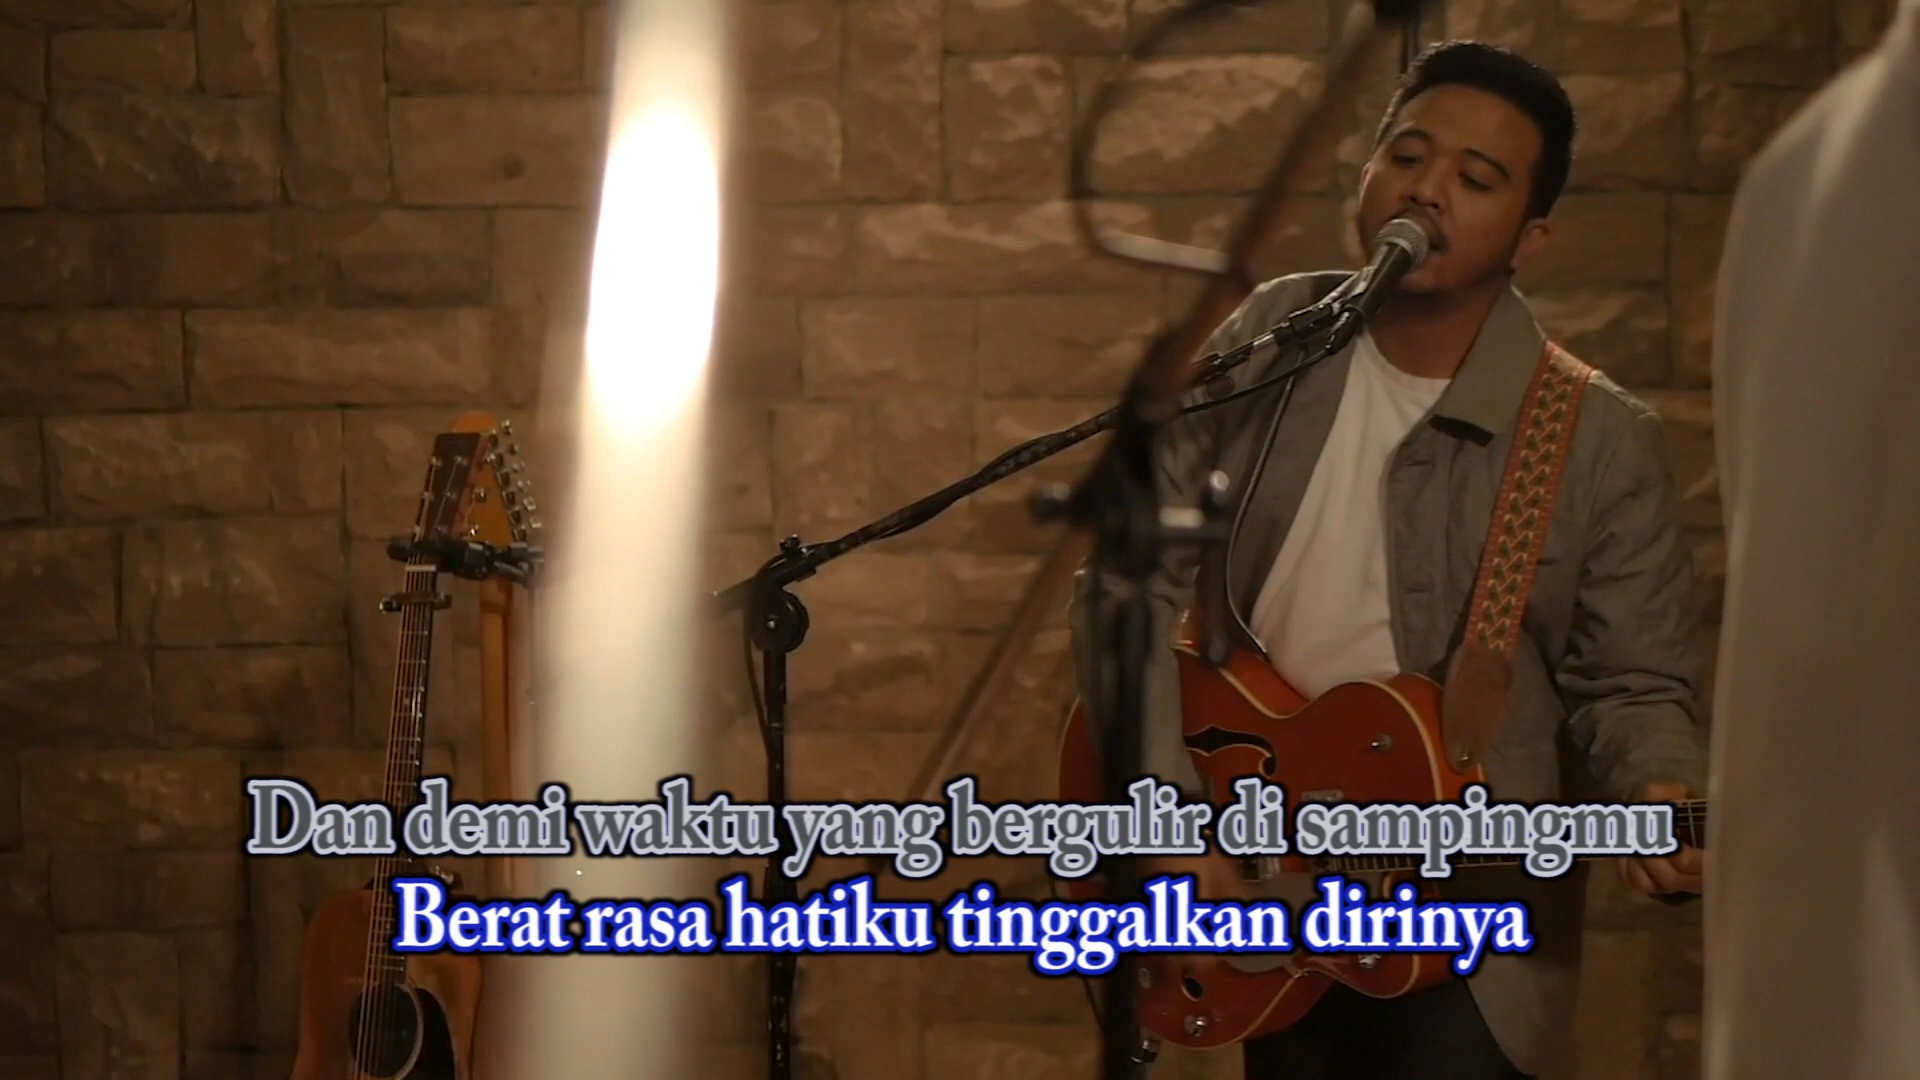 Dan demi waktu yang bergulir di sampingmu
Berat rasa hatiku tinggalkan dirinya